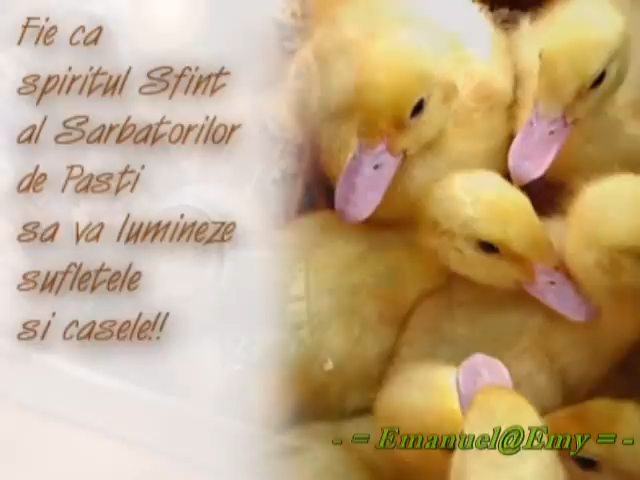 Fie ca
spiritul Sfint
al Sarbatorilor
de Pasti
sa va lumineze
sufletele
si casele!!
- = Emanuel@Emy = -